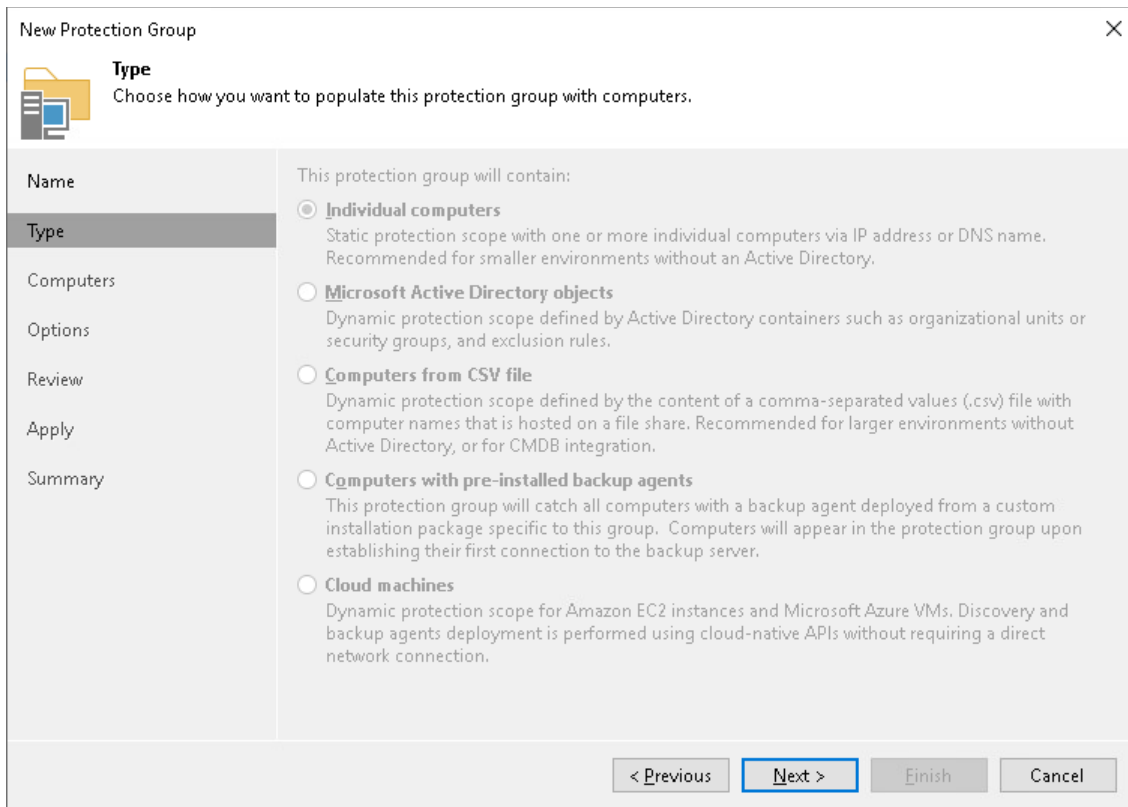 New Protection Group
Type
Choose how you want to populate this protection group with computers.
Name
Type
Computers
Options
Review
Apply
Summary
This protection group will contain:
Individual computers
Static protection scope with one or more individual computers via IP address or DNS name.
Recommended for smaller environments without an Active Directory.
Microsoft Active Directory objects
Dynamic protection scope defined by Active Directory containers such as organizational units or
security groups, and exclusion rules.
Computers from CSV file
Dynamic protection scope defined by the content of a comma-separated values (.csv) file with
computer names that is hosted on a file share. Recommended for larger environments without
Active Directory, or for CMDB integration.
Computers with pre-installed backup agents
This protection group will catch all computers with a backup agent deployed from a custom
installation package specific to this group.  Computers will appear in the protection group upon
establishing their first connection to the backup server.
Cloud machines
Dynamic protection scope for Amazon EC2 instances and Microsoft Azure VMs. Discovery and
backup agents deployment is performed using cloud-native APIs without requiring a direct
network connection.
< Previous
Next >
Finish
Cancel